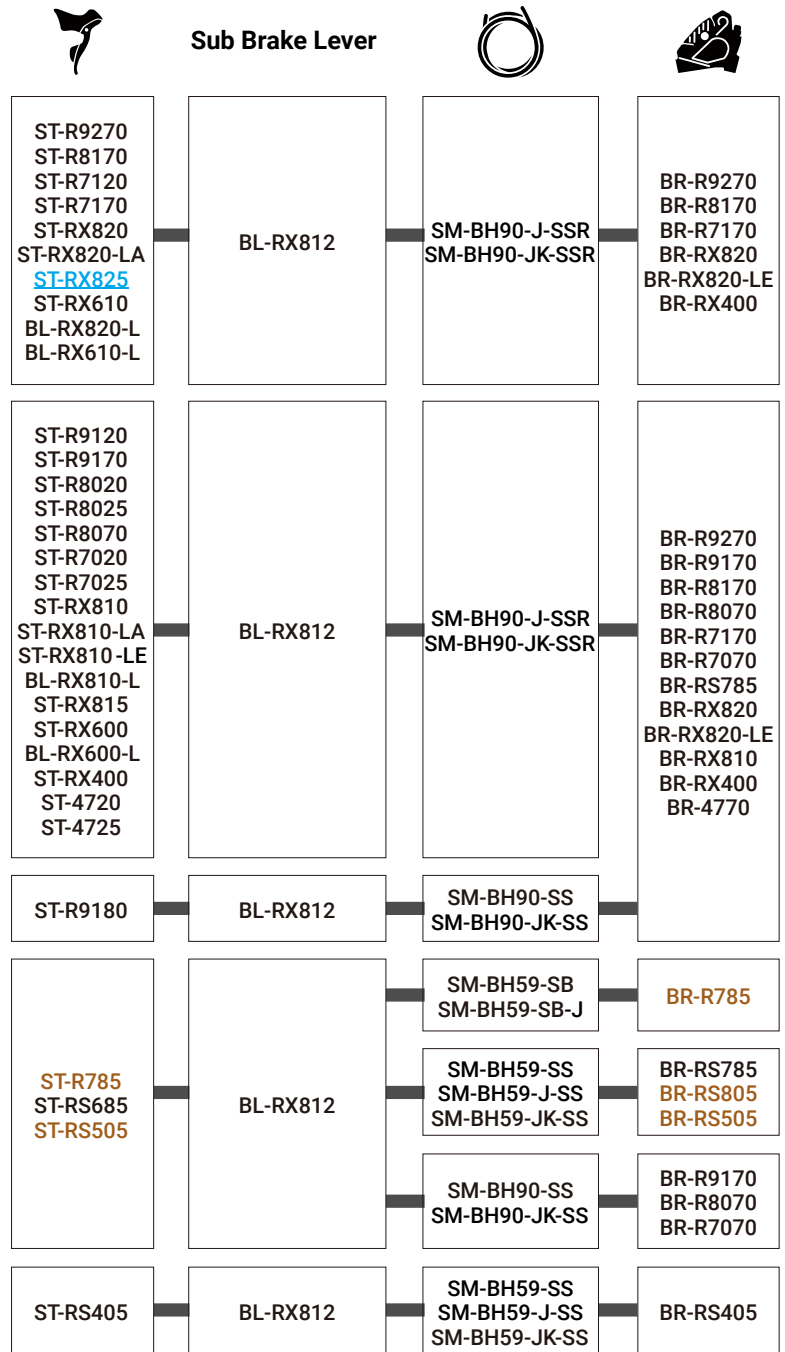 Sub Brake Lever
ST-R9270
ST-R8170
ST-R7120
ST-R7170
ST-RX820
ST-RX820-LA
ST-RX825
ST-RX610
BL-RX820-L
BL-RX610-L
BL-RX812
SM-BH90-J-SSR
SM-BH90-JK-SSR
BR-R9270
BR-R8170
BR-R7170
BR-RX820
BR-RX820-LE
BR-RX400
ST-R9120
ST-R9170
ST-R8020
ST-R8025
ST-R8070
ST-R7020
ST-R7025
ST-RX810
ST-RX810-LA
ST-RX810-LE
BL-RX810-L
ST-RX815
ST-RX600
BL-RX600-L
ST-RX400
ST-4720
ST-4725
BL-RX812
SM-BH90-J-SSR
SM-BH90-JK-SSR
BR-R9270
BR-R9170
BR-R8170
BR-R8070
BR-R7170
BR-R7070
BR-RS785
BR-RX820
BR-RX820-LE
BR-RX810
BR-RX400
BR-4770
ST-R9180
BL-RX812
SM-BH90-SS
SM-BH90-JK-SS
ST-R785
ST-RS685
ST-RS505
BL-RX812
SM-BH59-SB
SM-BH59-SB-J
BR-R785
SM-BH59-SS
SM-BH59-J-SS
SM-BH59-JK-SS
BR-RS785
BR-RS805
BR-RS505
SM-BH90-SS
SM-BH90-JK-SS
BR-R9170
BR-R8070
BR-R7070
ST-RS405
BL-RX812
SM-BH59-SS
SM-BH59-J-SS
SM-BH59-JK-SS
BR-RS405